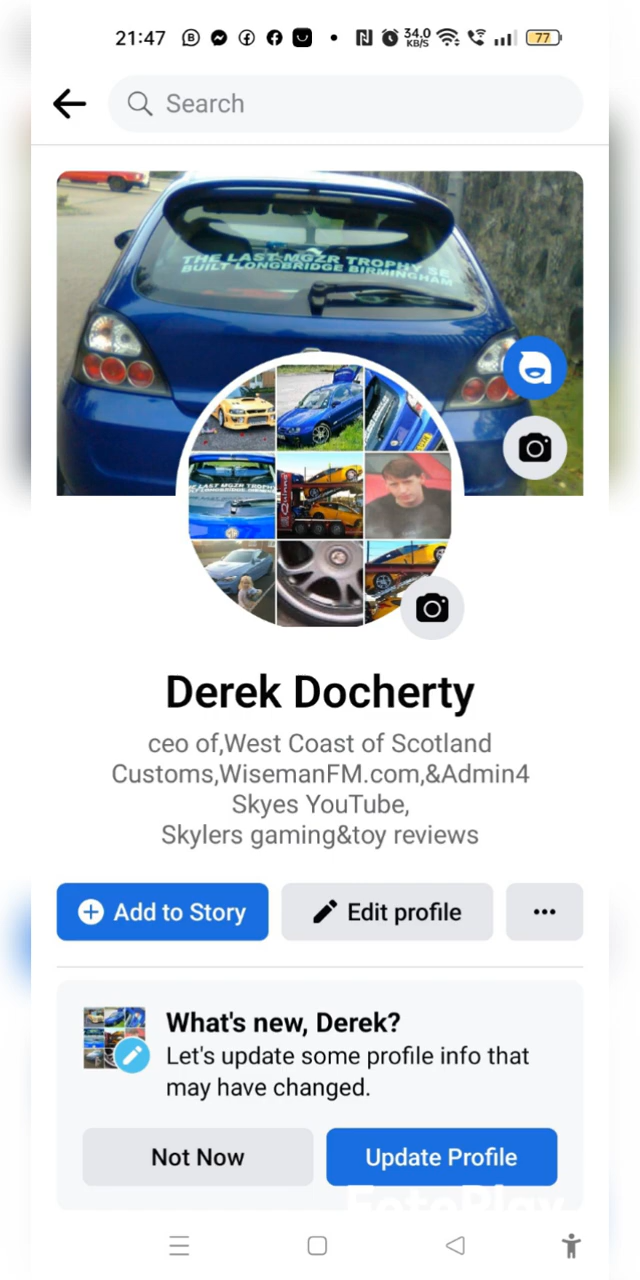 21:47
34.0
KB/S
77
Search
THE LAST MGZR TROPHY SE
BUILT LONGBRIDGE BIRMINGHAM
Derek Docherty
ceo of,West Coast of Scotland
Customs,WisemanFM.com,&Admin4
Skyes YouTube,
Skylers gaming&toy reviews
Add to Story
Edit profile
What's new, Derek?
Let's update some profile info that
may have changed.
Not Now
Update Profile